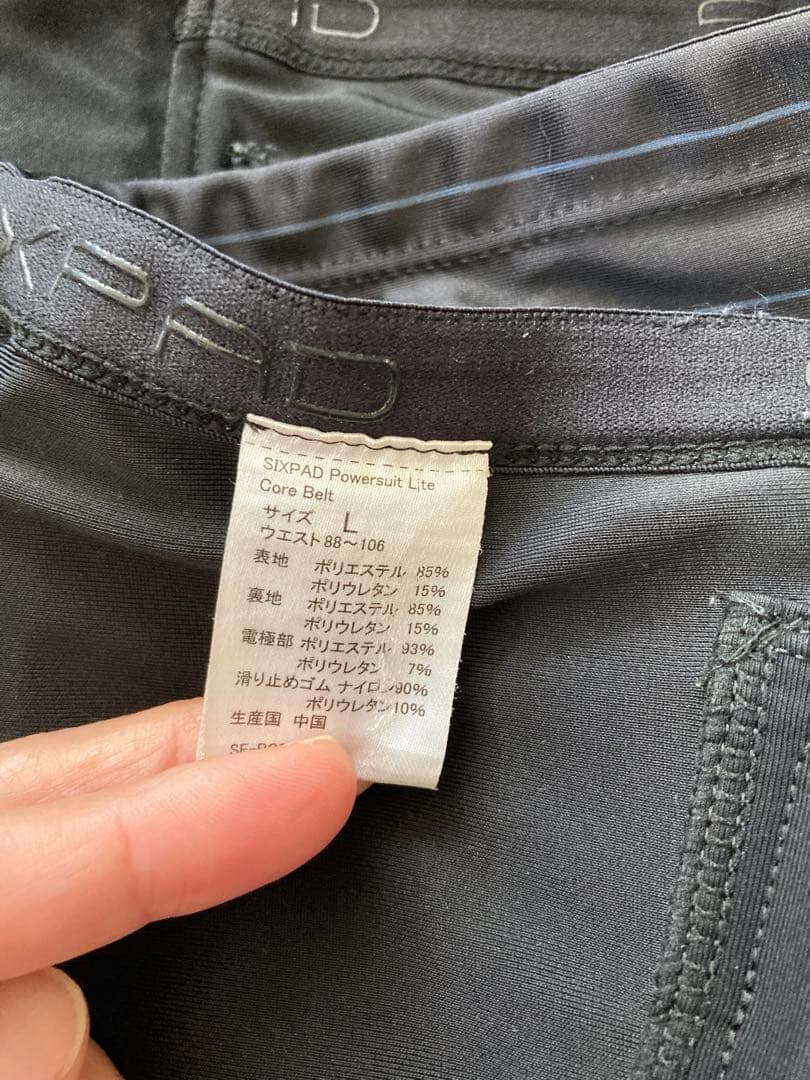 XPAD
SIXPAD Powersuit Lite
Core Belt
サイズ L
ウエスト88〜106
表地 ポリエステル 85%
ポリウレタン 15%
裏地 ポリエステル 85%
ポリウレタン 15%
電極部 ポリエステル 93%
ポリウレタン 7%
滑り止めゴム ナイロン90%
ポリウレタン10%
生産国 中国